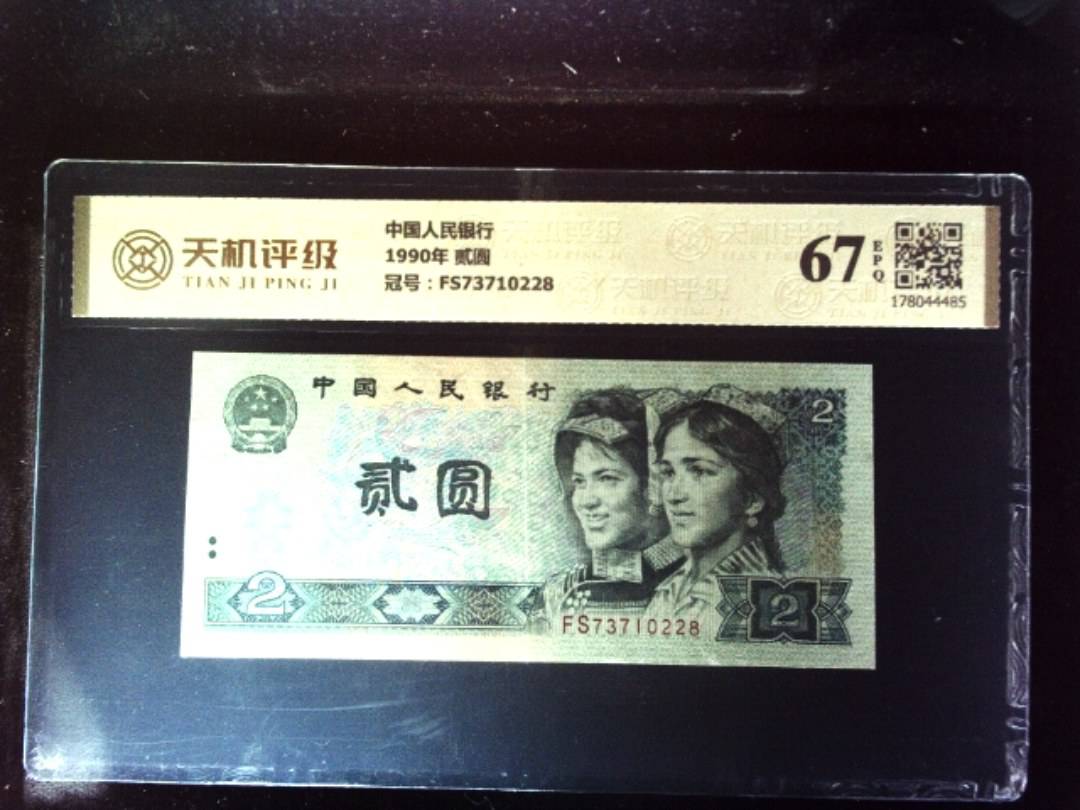 天机评级
TIAN JI PING JI
中国人民银行
1990年 贰圆
冠号：FS73710228
67
EPQ
178044485
中国人民银行
贰圆
2
2
FS73710228
2